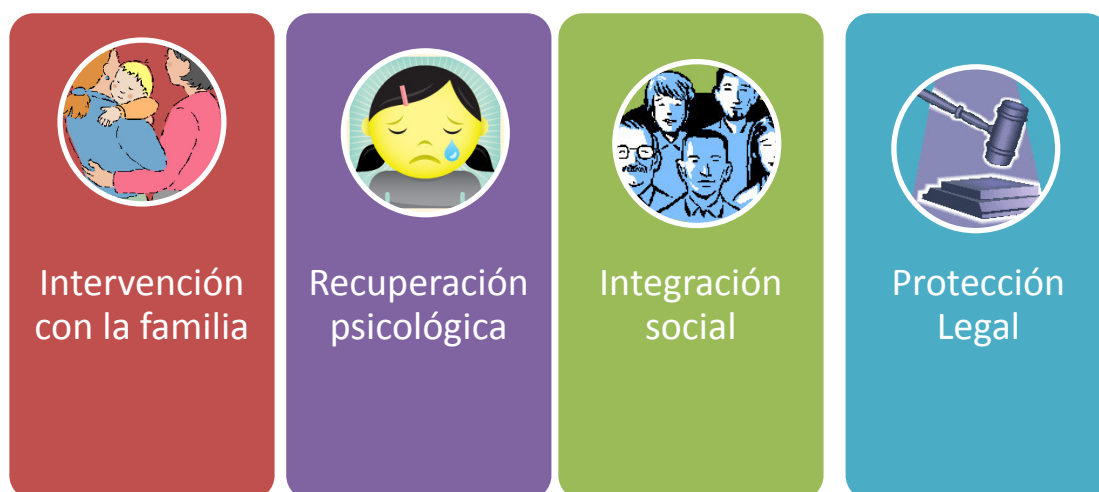 Intervención
con la familia
Recuperación
psicológica
Integración
social
Protección
Legal